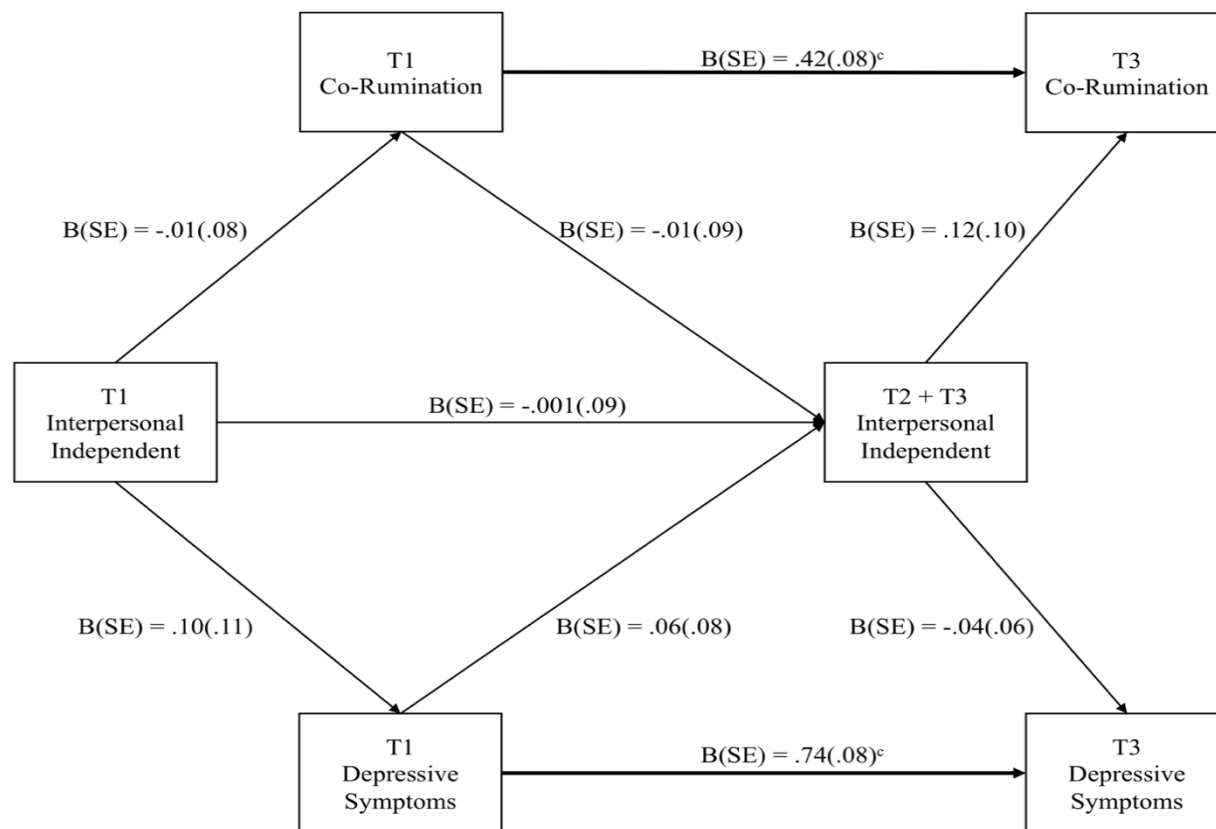 T1
Co-Rumination
B(SE) = .42(.08)ᶜ
T3
Co-Rumination
B(SE) = -.01(.08)
B(SE) = -.01(.09)
B(SE) = .12(.10)
T1
Interpersonal
Independent
B(SE) = -.001(.09)
T2 + T3
Interpersonal
Independent
B(SE) = .10(.11)
B(SE) = .06(.08)
B(SE) = -.04(.06)
T1
Depressive
Symptoms
B(SE) = .74(.08)ᶜ
T3
Depressive
Symptoms